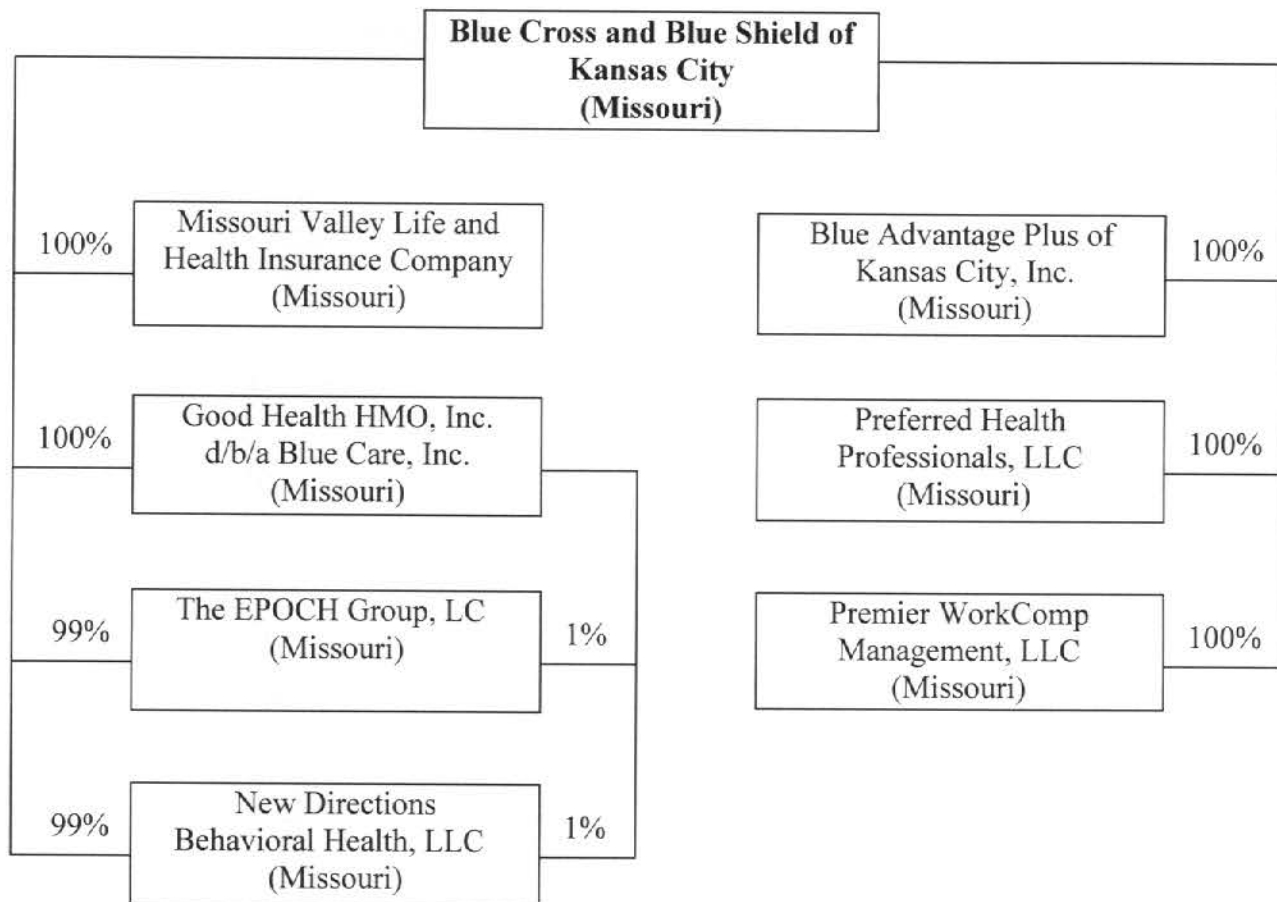 Blue Cross and Blue Shield of
Kansas City
(Missouri)
100%
Missouri Valley Life and
Health Insurance Company
(Missouri)
Blue Advantage Plus of
Kansas City, Inc.
(Missouri)
100%
100%
Good Health HMO, Inc.
d/b/a Blue Care, Inc.
(Missouri)
Preferred Health
Professionals, LLC
(Missouri)
100%
99%
The EPOCH Group, LC
(Missouri)
1%
Premier WorkComp
Management, LLC
(Missouri)
100%
99%
New Directions
Behavioral Health, LLC
(Missouri)
1%